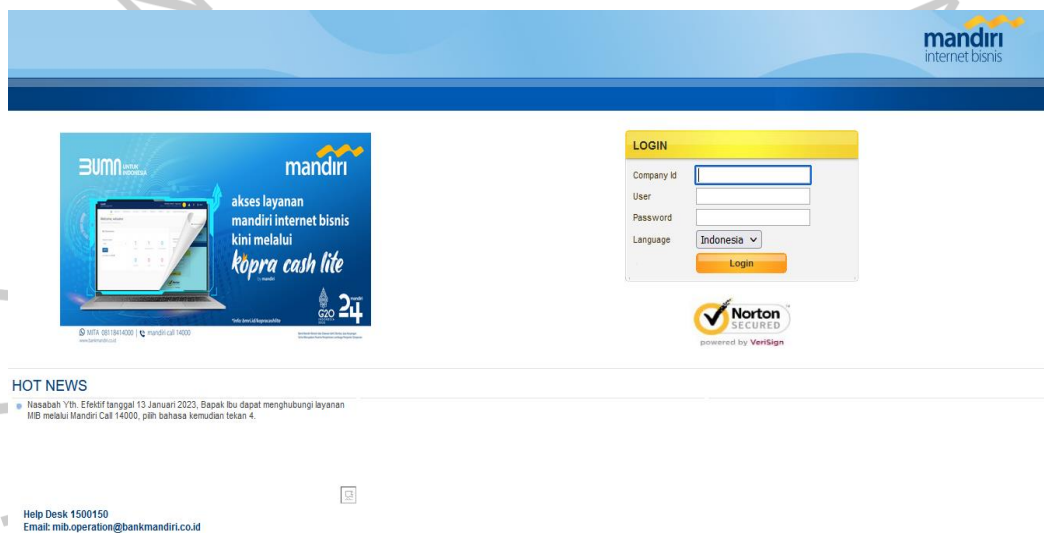 mandiri
internet bisnis
BUMN UNTUK
INDONESIA
mandiri
akses layanan
mandiri internet bisnis
kini melalui
kopra cash lite
by mandiri
G20
mandiri
24
MITA 08118414000 | mandiri call 14000
www.bankmandiri.co.id
LOGIN
Company Id
User
Password
Language Indonesia
Login
Norton
SECURED
powered by VeriSign
HOT NEWS
Nasabah Yth. Efektif tanggal 13 Januari 2023, Bapak Ibu dapat menghubungi layanan
MIB melalui Mandiri Call 14000, pilih bahasa kemudian tekan 4.
Help Desk 1500150
Email: mib.operation@bankmandiri.co.id